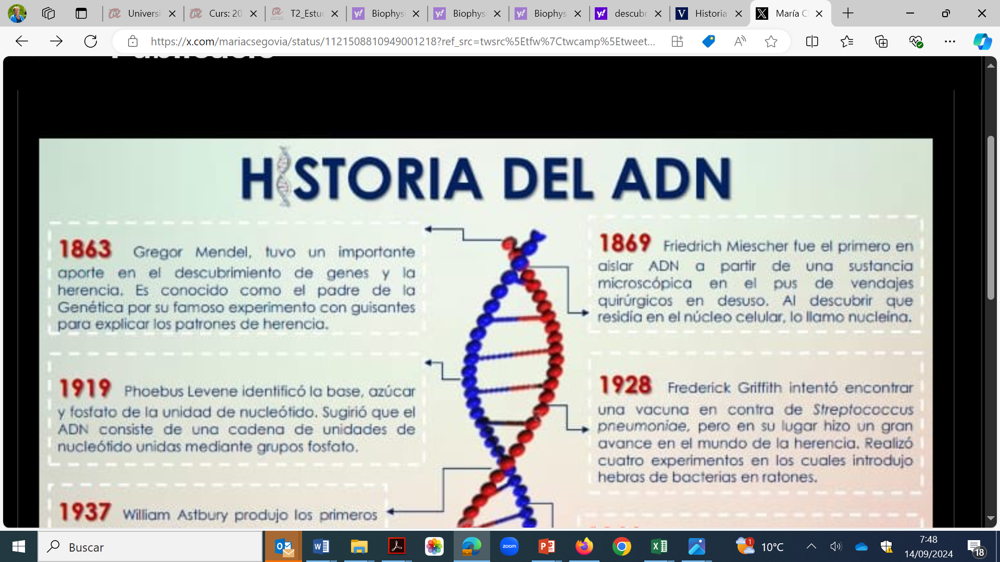 Universi
Curs: 20
T2_Estu
Biophysi
Biophysi
Biophys
descubr
Historia
María C
https://x.com/mariacsegovia/status/1121508810949001218?ref_src=twsrc%5Etfw%7Ctwcamp%5Etweet...
HISTORIA DEL ADN
1863 Gregor Mendel, tuvo un importante
aporte en el descubrimiento de genes y la
herencia. Es conocido como el padre de la
Genética por su famoso experimento con guisantes
para explicar los patrones de herencia.
1869 Friedrich Miescher fue el primero en
aislar ADN a partir de una sustancia
microscópica en el pus de vendajes
quirúrgicos en desuso. Al descubrir que
residía en el núcleo celular, lo llamo nucleína.
1919 Phoebus Levene identificó la base, azúcar
y fosfato de la unidad de nucleótido. Sugirió que el
ADN consiste de una cadena de unidades de
nucleótido unidas mediante grupos fosfato.
1928 Frederick Griffith intentó encontrar
una vacuna en contra de Streptococcus
pneumoniae, pero en su lugar hizo un gran
avance en el mundo de la herencia. Realizó
cuatro experimentos en los cuales introdujo
hebras de bacterias en ratones.
1937 William Astbury produjo los primeros
Buscar
zoom
1
10°C
7:48
14/09/2024
18